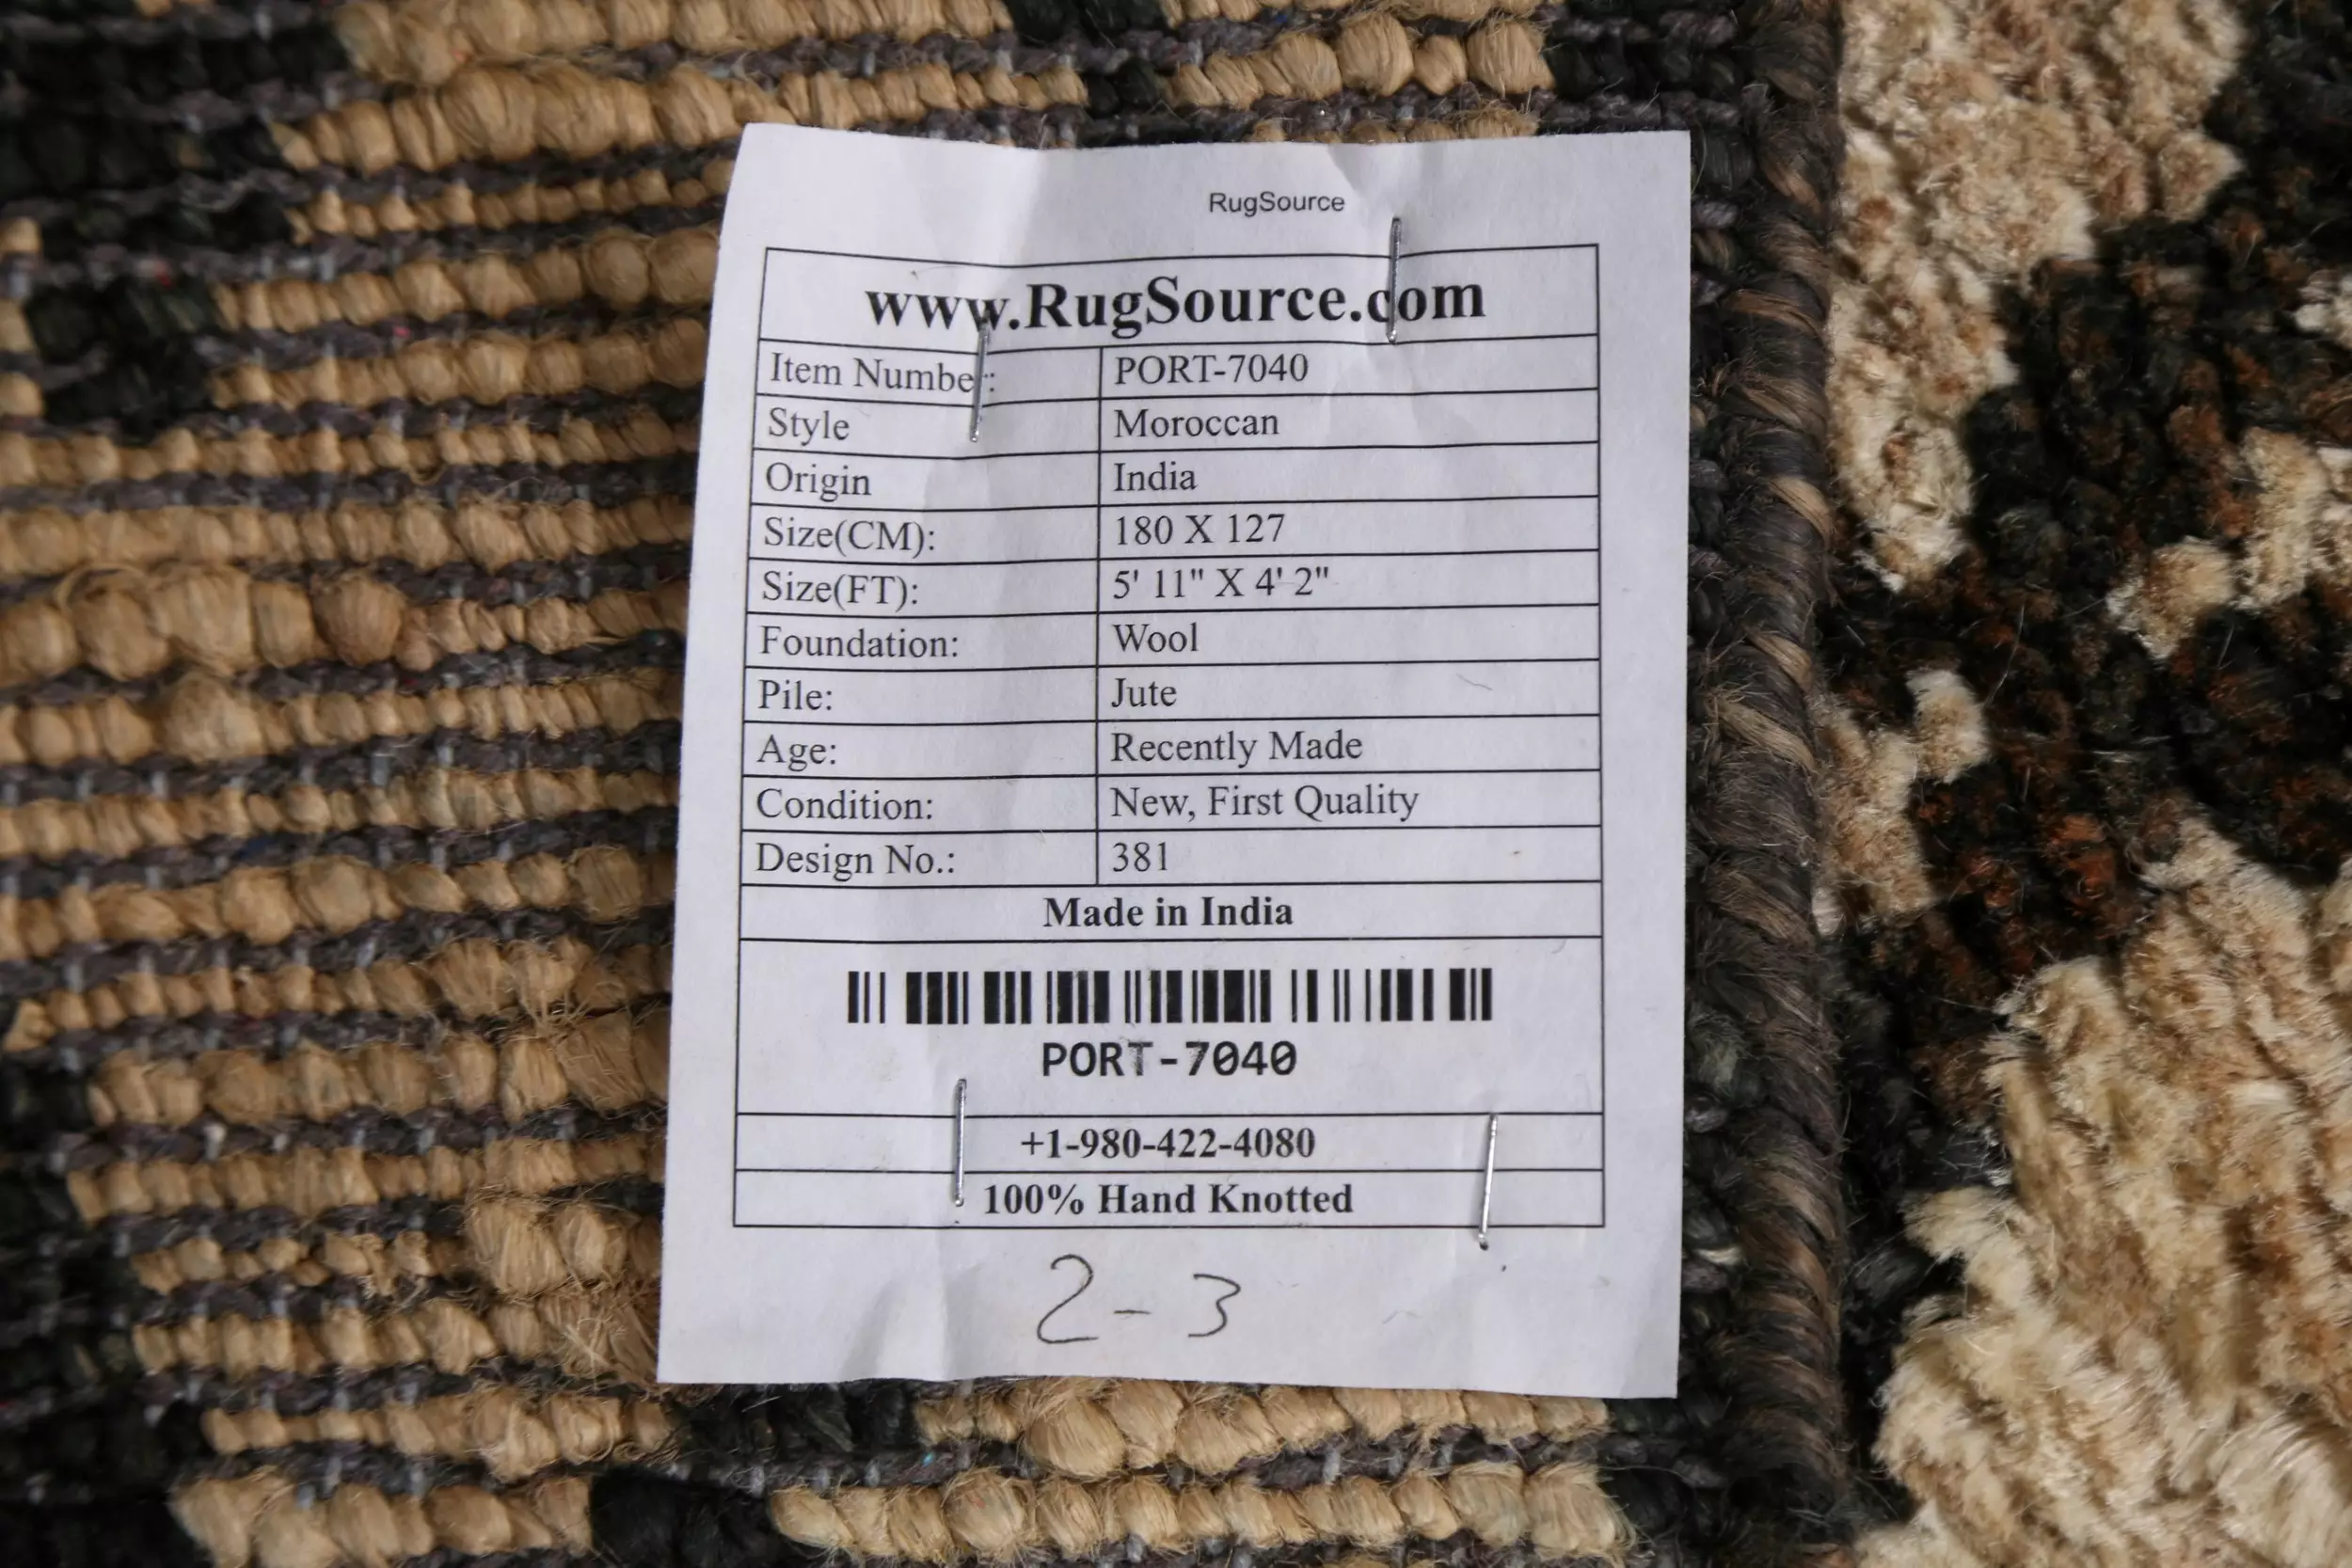 RugSource
www.RugSource.com
Item Number: PORT-7040
Style Moroccan
Origin India
Size(CM): 180 X 127
Size(FT): 5' 11" X 4' 2"
Foundation: Wool
Pile: Jute
Age: Recently Made
Condition: New, First Quality
Design No.: 381
Made in India
PORT-7040
+1-980-422-4080
100% Hand Knotted
2-3